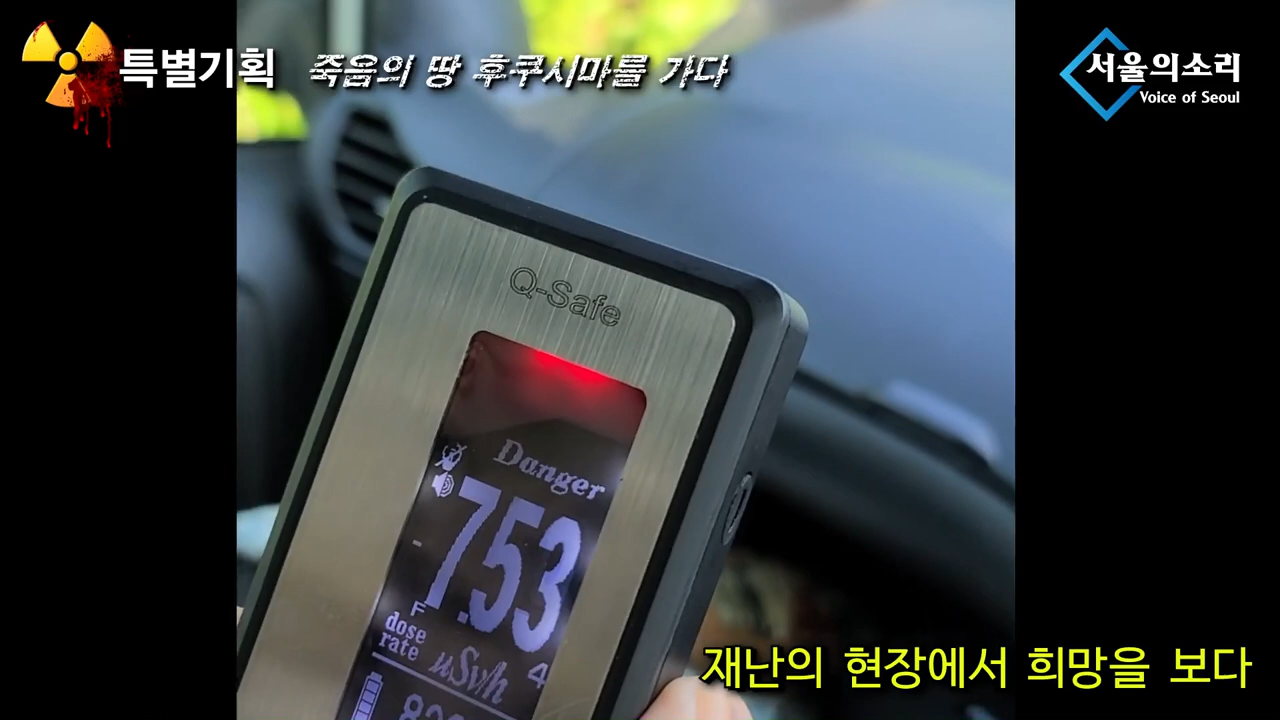 특별기획 죽음의 땅 후쿠시마를 가다
서울의소리
Voice of Seoul
Q-Safe
Danger
7.53
F
dose
rate
µSv/h
4
재난의 현장에서 희망을 보다